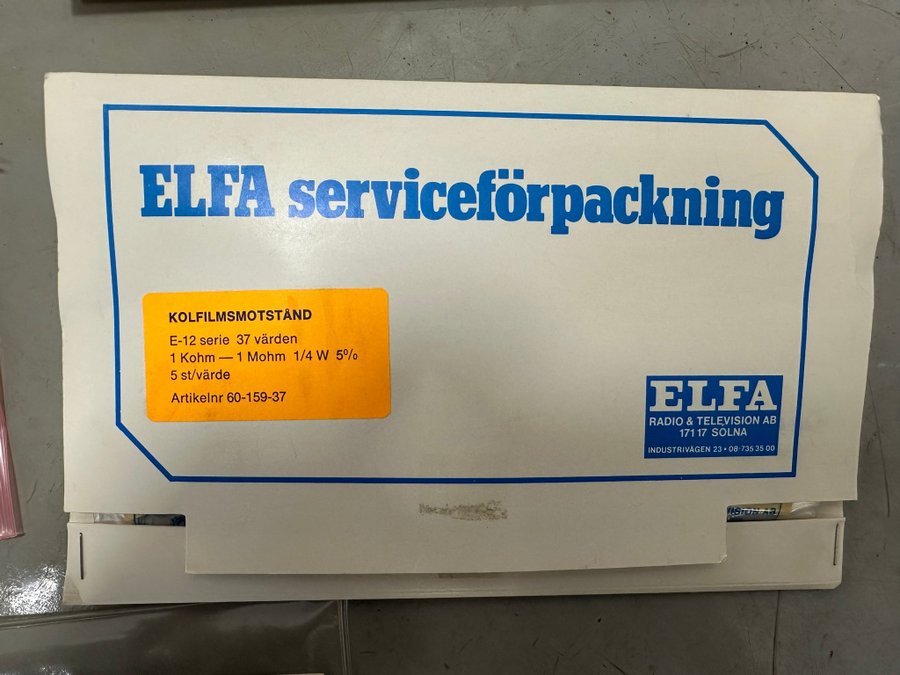 ELFA serviceförpackning
KOLFILMSMOTSTÅND
E-12 serie 37 värden
1 Kohm — 1 Mohm 1/4 W 5%
5 st/värde
Artikelnr 60-159-37
ELFA
RADIO & TELEVISION AB
171 17 SOLNA
INDUSTRIVÄGEN 23 • 08-735 35 00